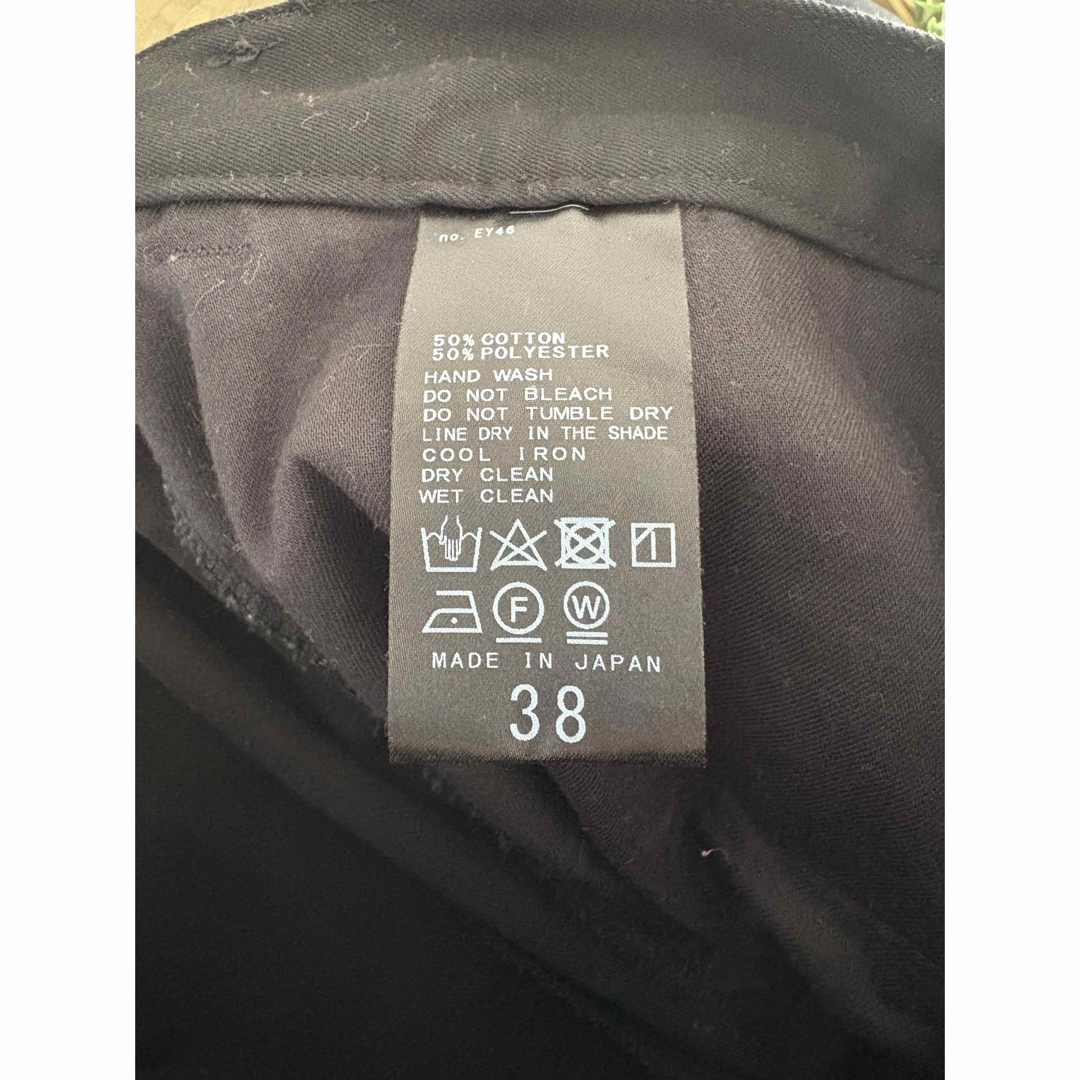 no. EY46
50% COTTON
50% POLYESTER
HAND WASH
DO NOT BLEACH
DO NOT TUMBLE DRY
LINE DRY IN THE SHADE
COOL IRON
DRY CLEAN
WET CLEAN
F W
MADE IN JAPAN
38